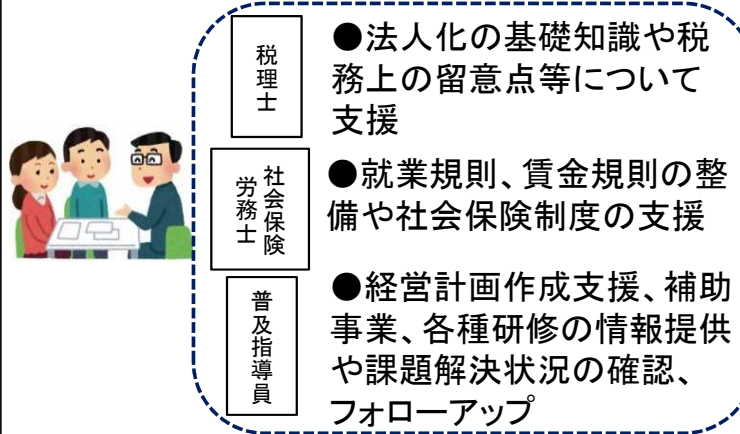 税理士
●法人化の基礎知識や税
務上の留意点等について
支援
社会保険
労務士
●就業規則、賃金規則の整
備や社会保険制度の支援
普及指導員
●経営計画作成支援、補助
事業、各種研修の情報提供
や課題解決状況の確認、
フォローアップ